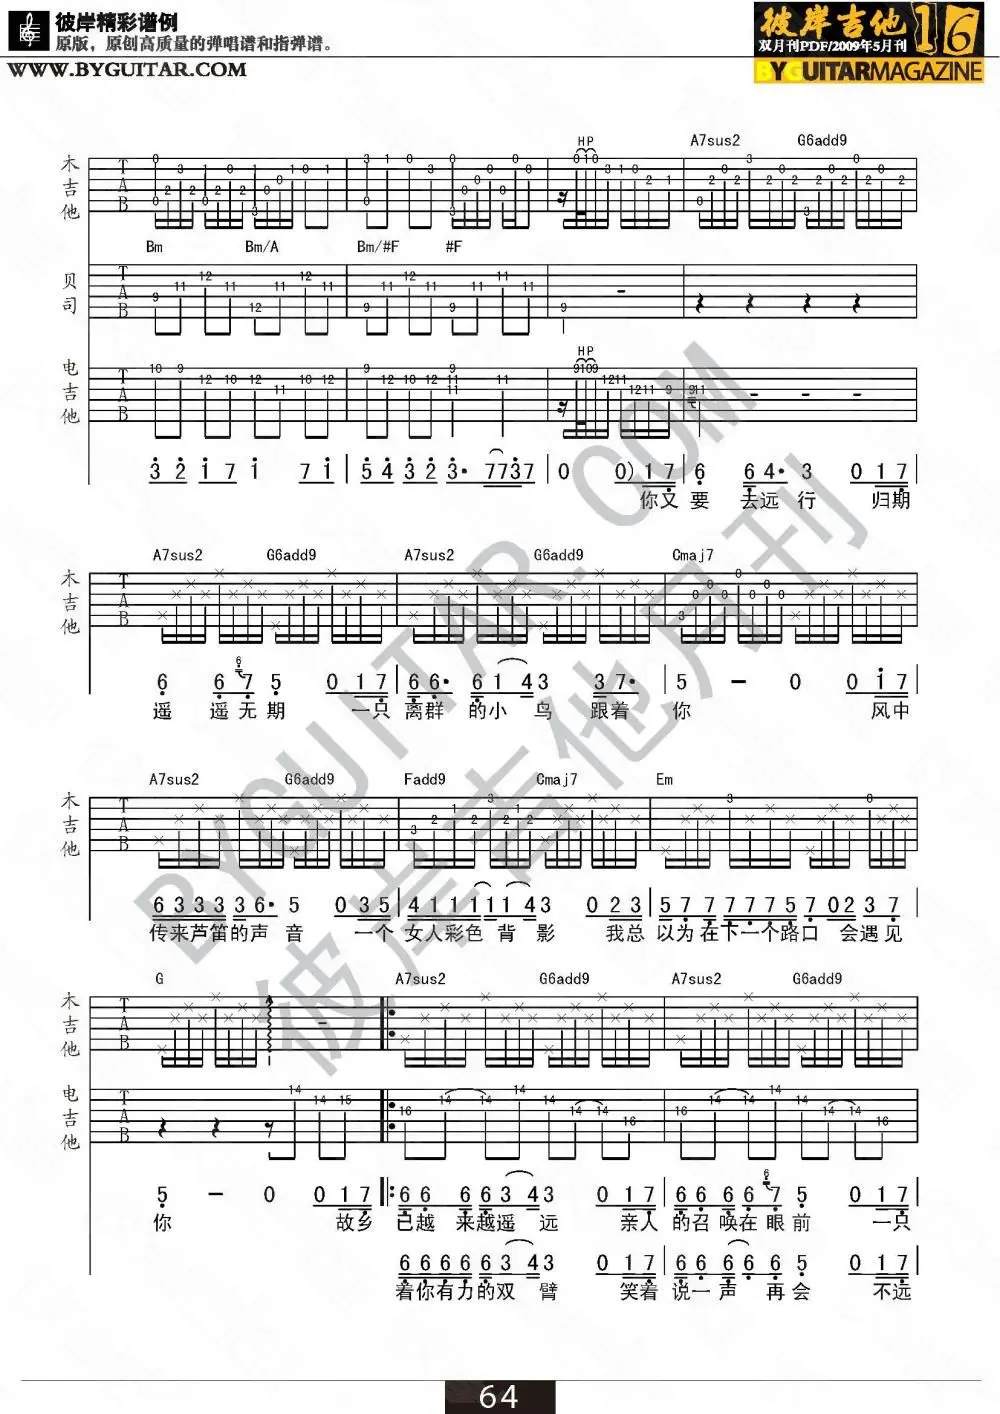 彼岸精彩谱例
原版，原创高质量的弹唱谱和指弹谱。
WWW.BYGUITAR.COM
彼岸吉他 16
双月刊PDF/2009年5月刊
BYGUITARMAGAZINE
HP A7sus2 G6add9
木吉他 TAB
Bm Bm/A Bm/#F #F
贝司 TAB
HP
电吉他 TAB
3 2 1 7 1 7 1 5 4 3 2 3· 7 7 3 7 0 0 0) 1 7 6 6 4· 3 0 1 7
你又 要 去远 行 归期
A7sus2 G6add9 A7sus2 G6add9 Cmaj7
木吉他 TAB
6 6 7 5 0 1 7 6 6· 6 1 4 3 3 7· 5 - 0 0 1 7
遥 遥无 期 一只 离群 的小 鸟 跟着 你 风中
A7sus2 G6add9 Fadd9 Cmaj7 Em
木吉他 TAB
6 3 3 3 3 3 6· 5 0 3 5 4 1 1 1 1 1 4 3 0 2 3 5 7 7 7 7 7 5 7 0 2 3 7
传来芦笛的声 音 一个 女人彩色 背 影 我总 以为在下一个路口 会遇见
G A7sus2 G6add9 A7sus2 G6add9
木吉他 TAB
电吉他 TAB
5 - 0 0 1 7 6 6 6 6 3 4 3 0 1 7 6 6 6 6 7 5 0 1 7
你 故乡 已越 来越遥 远 亲人 的召 唤在眼 前 一只
6 6 6 6 6 3 4 3 0 1 7 6 6 6 6 6 5 0 1 7
着你有力的双 臂 笑着 说一 声 再会 不远
64
BYGUITAR.COM
彼岸吉他月刊